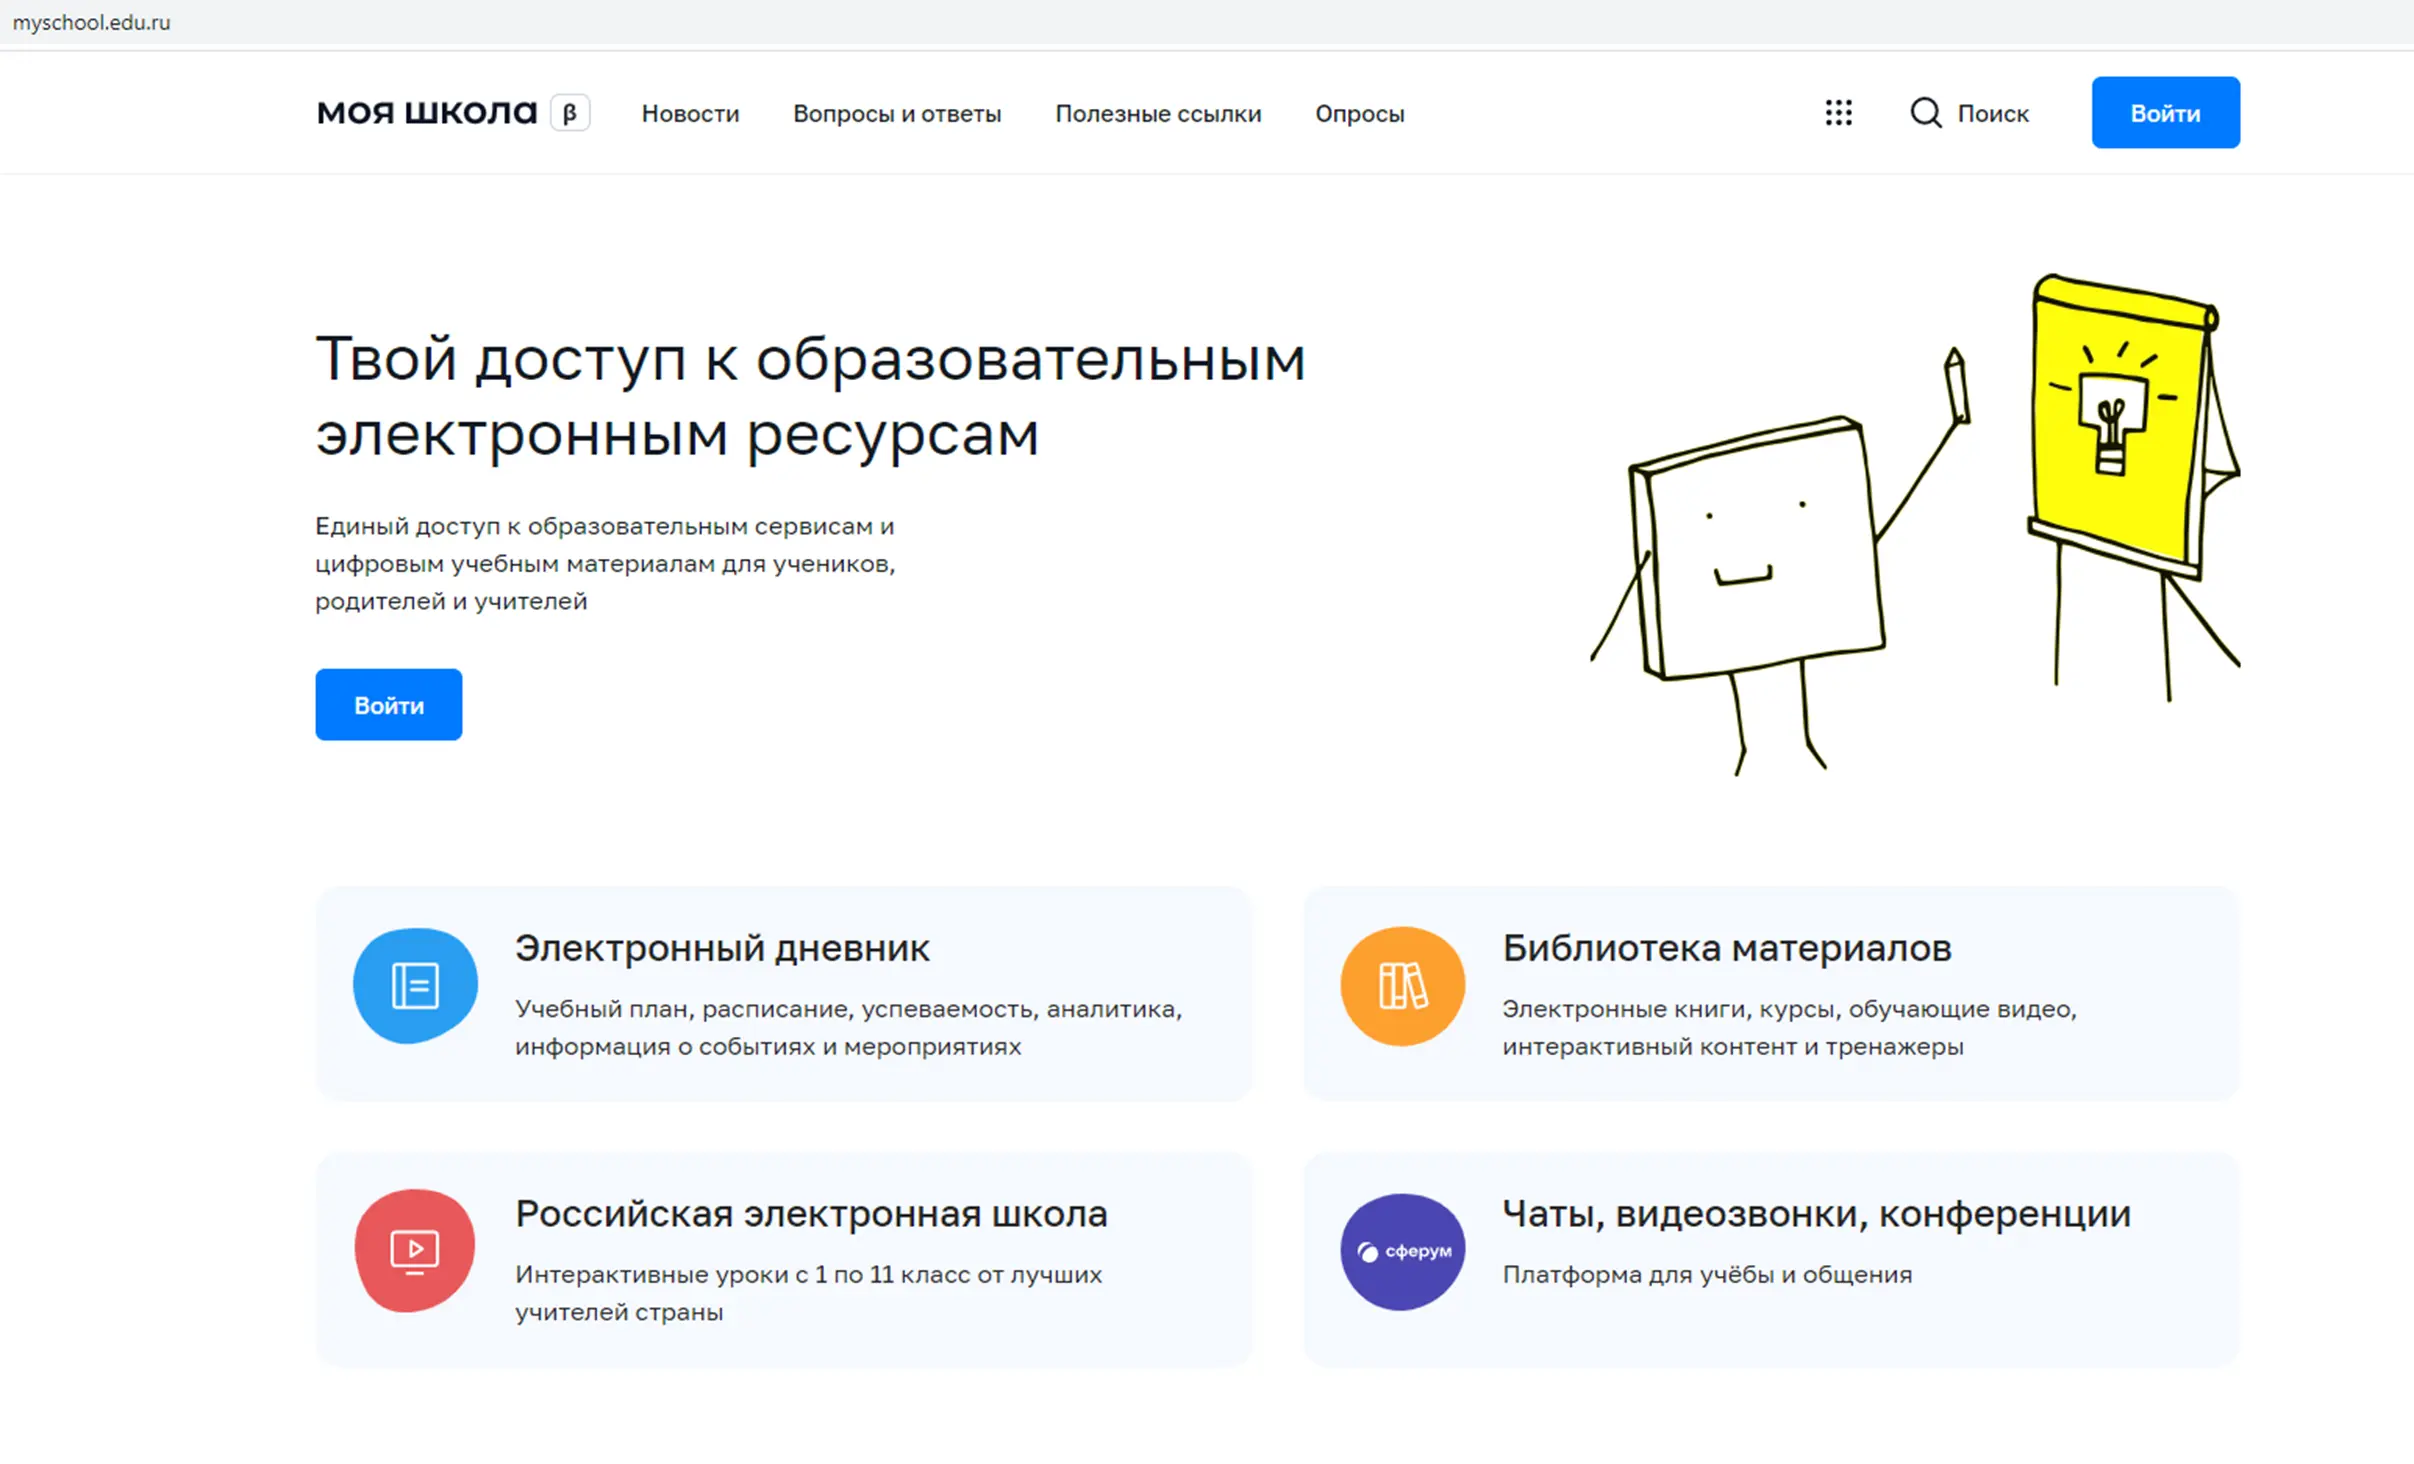 myschool.edu.ru
моя школа β Новости Вопросы и ответы Полезные ссылки Опросы Поиск Войти
Твой доступ к образовательным
электронным ресурсам
Единый доступ к образовательным сервисам и
цифровым учебным материалам для учеников,
родителей и учителей
Войти
Электронный дневник
Учебный план, расписание, успеваемость, аналитика,
информация о событиях и мероприятиях
Библиотека материалов
Электронные книги, курсы, обучающие видео,
интерактивный контент и тренажеры
Российская электронная школа
Интерактивные уроки с 1 по 11 класс от лучших
учителей страны
сферум
Чаты, видеозвонки, конференции
Платформа для учёбы и общения